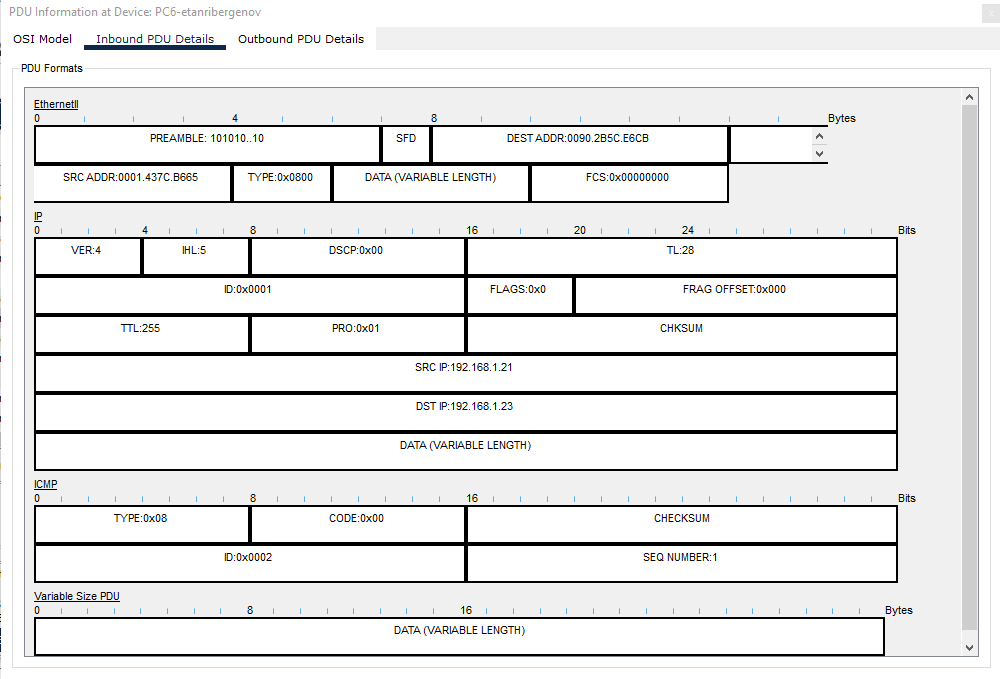 PDU Information at Device: PC6-etanribergenov
OSI Model Inbound PDU Details Outbound PDU Details
PDU Formats
EthernetII
0 4 8 Bytes
PREAMBLE: 101010..10 SFD DEST ADDR:0090.2B5C.E6CB
SRC ADDR:0001.437C.B665 TYPE:0x0800 DATA (VARIABLE LENGTH) FCS:0x00000000
IP
0 4 8 16 20 24 Bits
VER:4 IHL:5 DSCP:0x00 TL:28
ID:0x0001 FLAGS:0x0 FRAG OFFSET:0x000
TTL:255 PRO:0x01 CHKSUM
SRC IP:192.168.1.21
DST IP:192.168.1.23
DATA (VARIABLE LENGTH)
ICMP
0 8 16 Bits
TYPE:0x08 CODE:0x00 CHECKSUM
ID:0x0002 SEQ NUMBER:1
Variable Size PDU
0 8 16 Bytes
DATA (VARIABLE LENGTH)